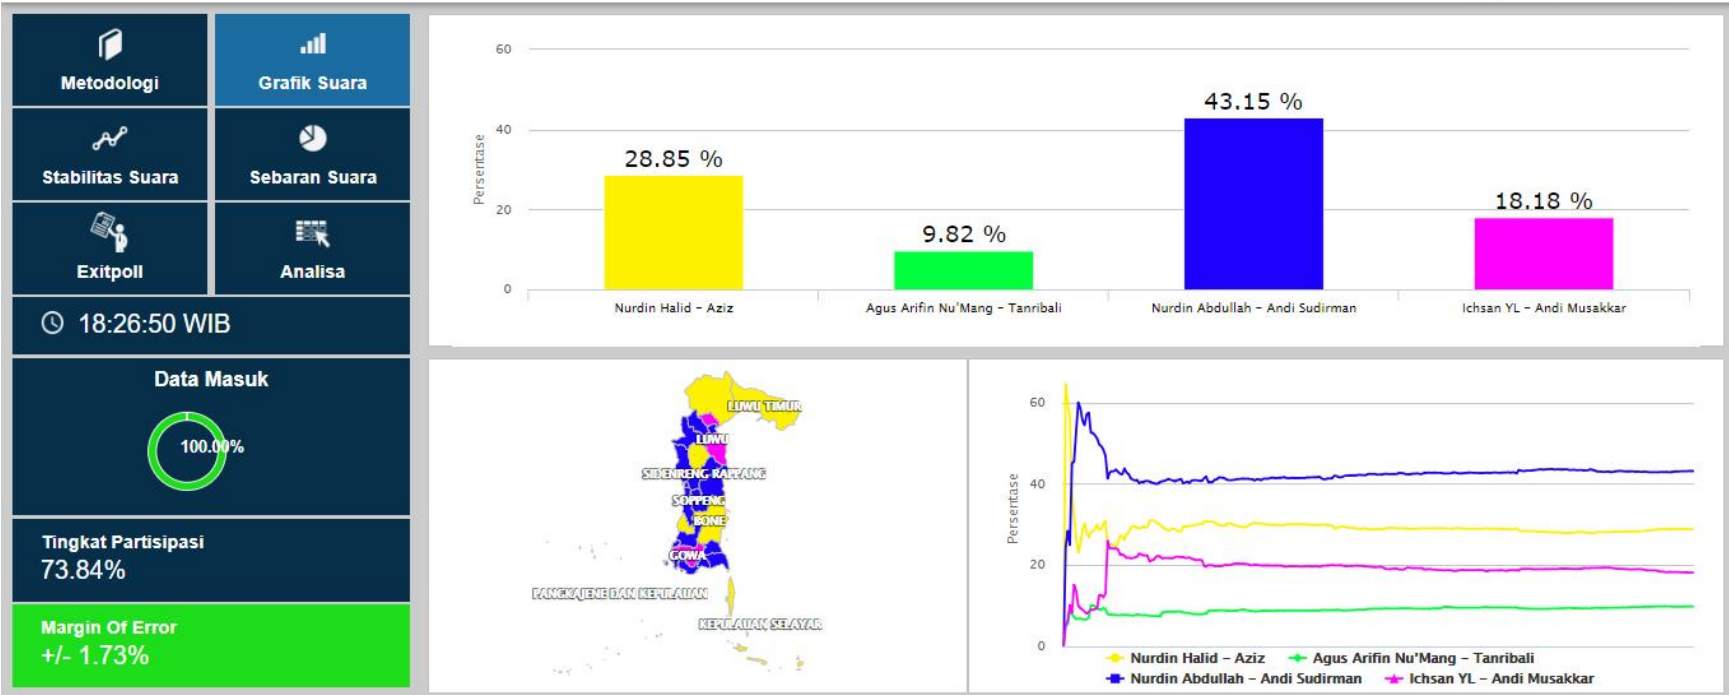 Metodologi
Grafik Suara
Stabilitas Suara
Sebaran Suara
Exitpoll
Analisa
18:26:50 WIB
Data Masuk
100.00%
Tingkat Partisipasi
73.84%
Margin Of Error
+/- 1.73%
Persentase
60
40
20
0
28.85 %
9.82 %
43.15 %
18.18 %
Nurdin Halid - Aziz
Agus Arifin Nu'Mang - Tanribali
Nurdin Abdullah - Andi Sudirman
Ichsan YL - Andi Musakkar
LUWU TIMUR
LUWU
SIDENRENG RAPPANG
SOPPENG
BONE
GOWA
PANGKAJENE DAN KEPULAUAN
KEPULAUAN SELAYAR
Persentase
60
40
20
0
Nurdin Halid - Aziz
Agus Arifin Nu'Mang - Tanribali
Nurdin Abdullah - Andi Sudirman
Ichsan YL - Andi Musakkar